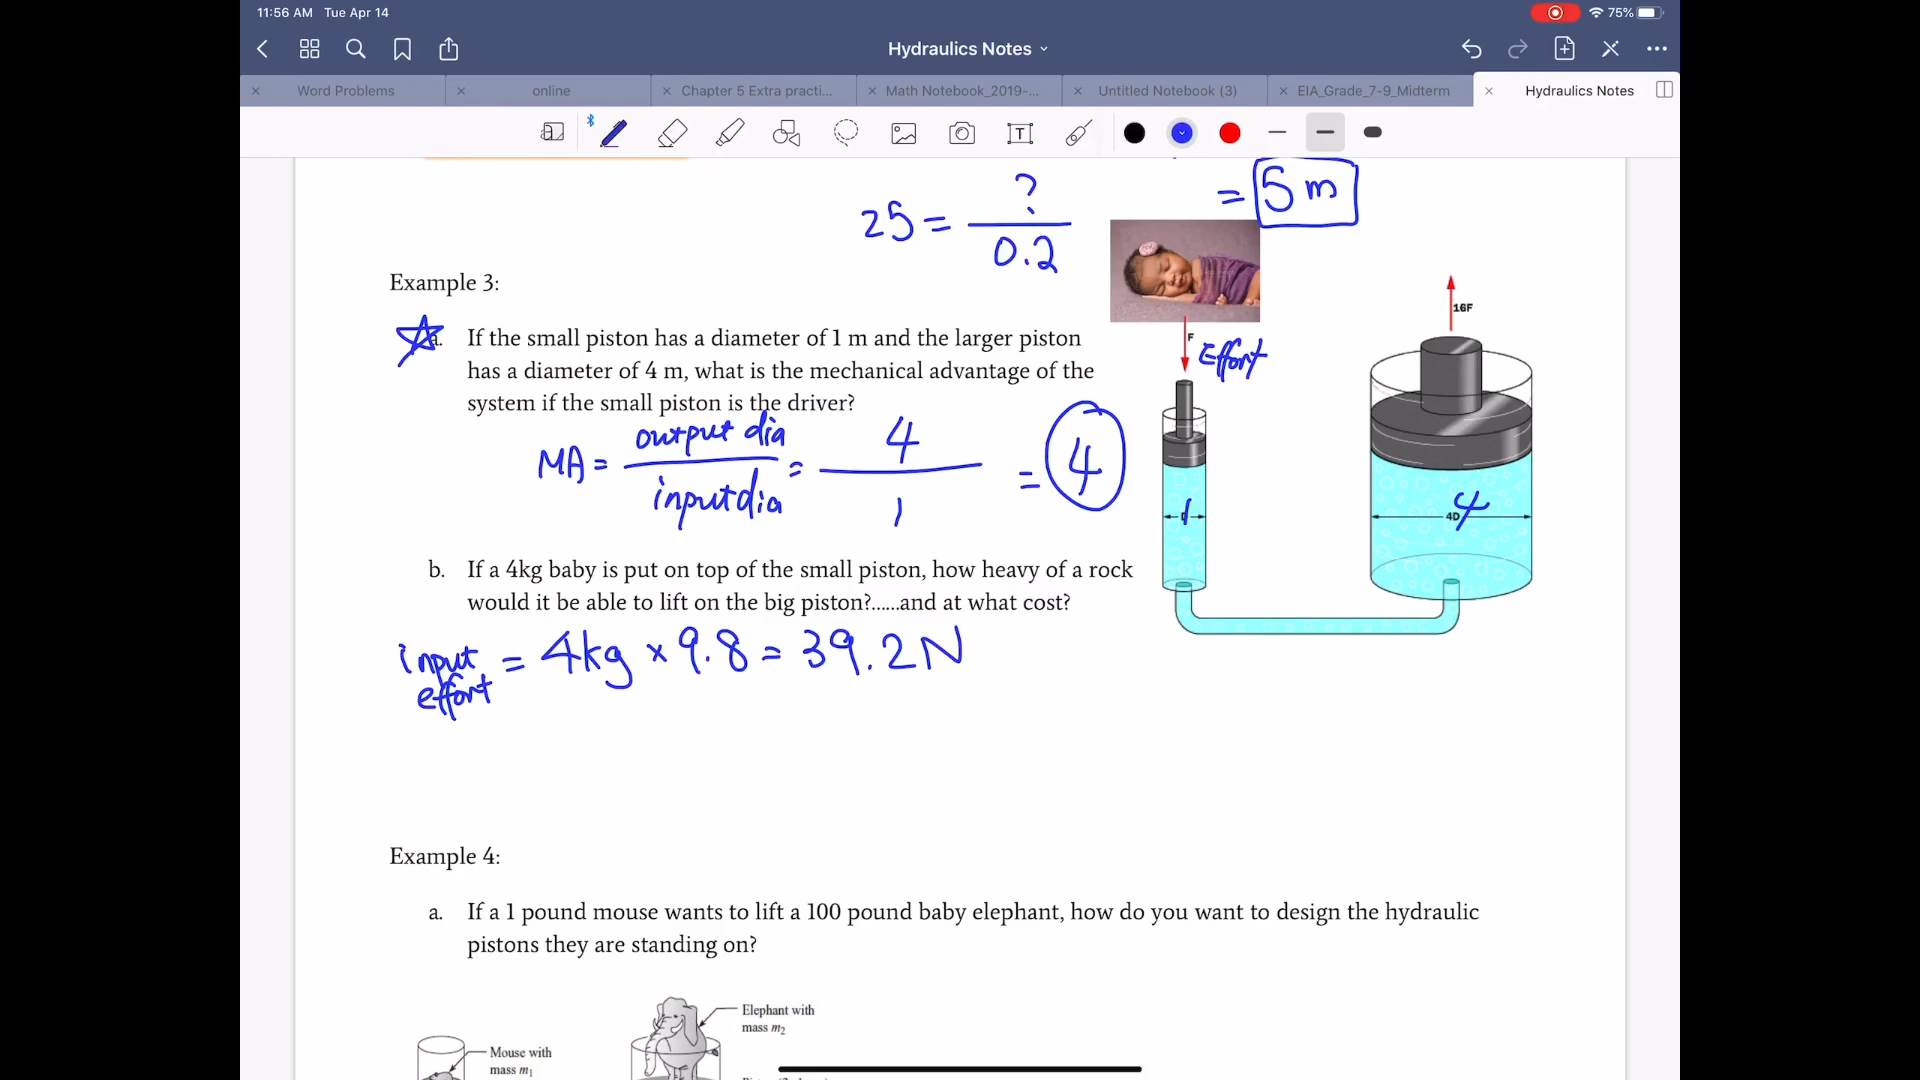 11:56 AM Tue Apr 14
75%
Hydraulics Notes
Word Problems
online
Chapter 5 Extra practi...
Math Notebook_2019-...
Untitled Notebook (3)
EIA_Grade_7-9_Midterm
Hydraulics Notes
25 = ? / 0.2
= 5 m
Example 3:
a. If the small piston has a diameter of 1 m and the larger piston
has a diameter of 4 m, what is the mechanical advantage of the
system if the small piston is the driver?
MA = output dia / input dia = 4 / 1 = 4
F
Effort
16F
1
4D
4
b. If a 4kg baby is put on top of the small piston, how heavy of a rock
would it be able to lift on the big piston?......and at what cost?
input effort = 4kg × 9.8 = 39.2 N
Example 4:
a. If a 1 pound mouse wants to lift a 100 pound baby elephant, how do you want to design the hydraulic
pistons they are standing on?
Elephant with
mass m2
Mouse with
mass m1